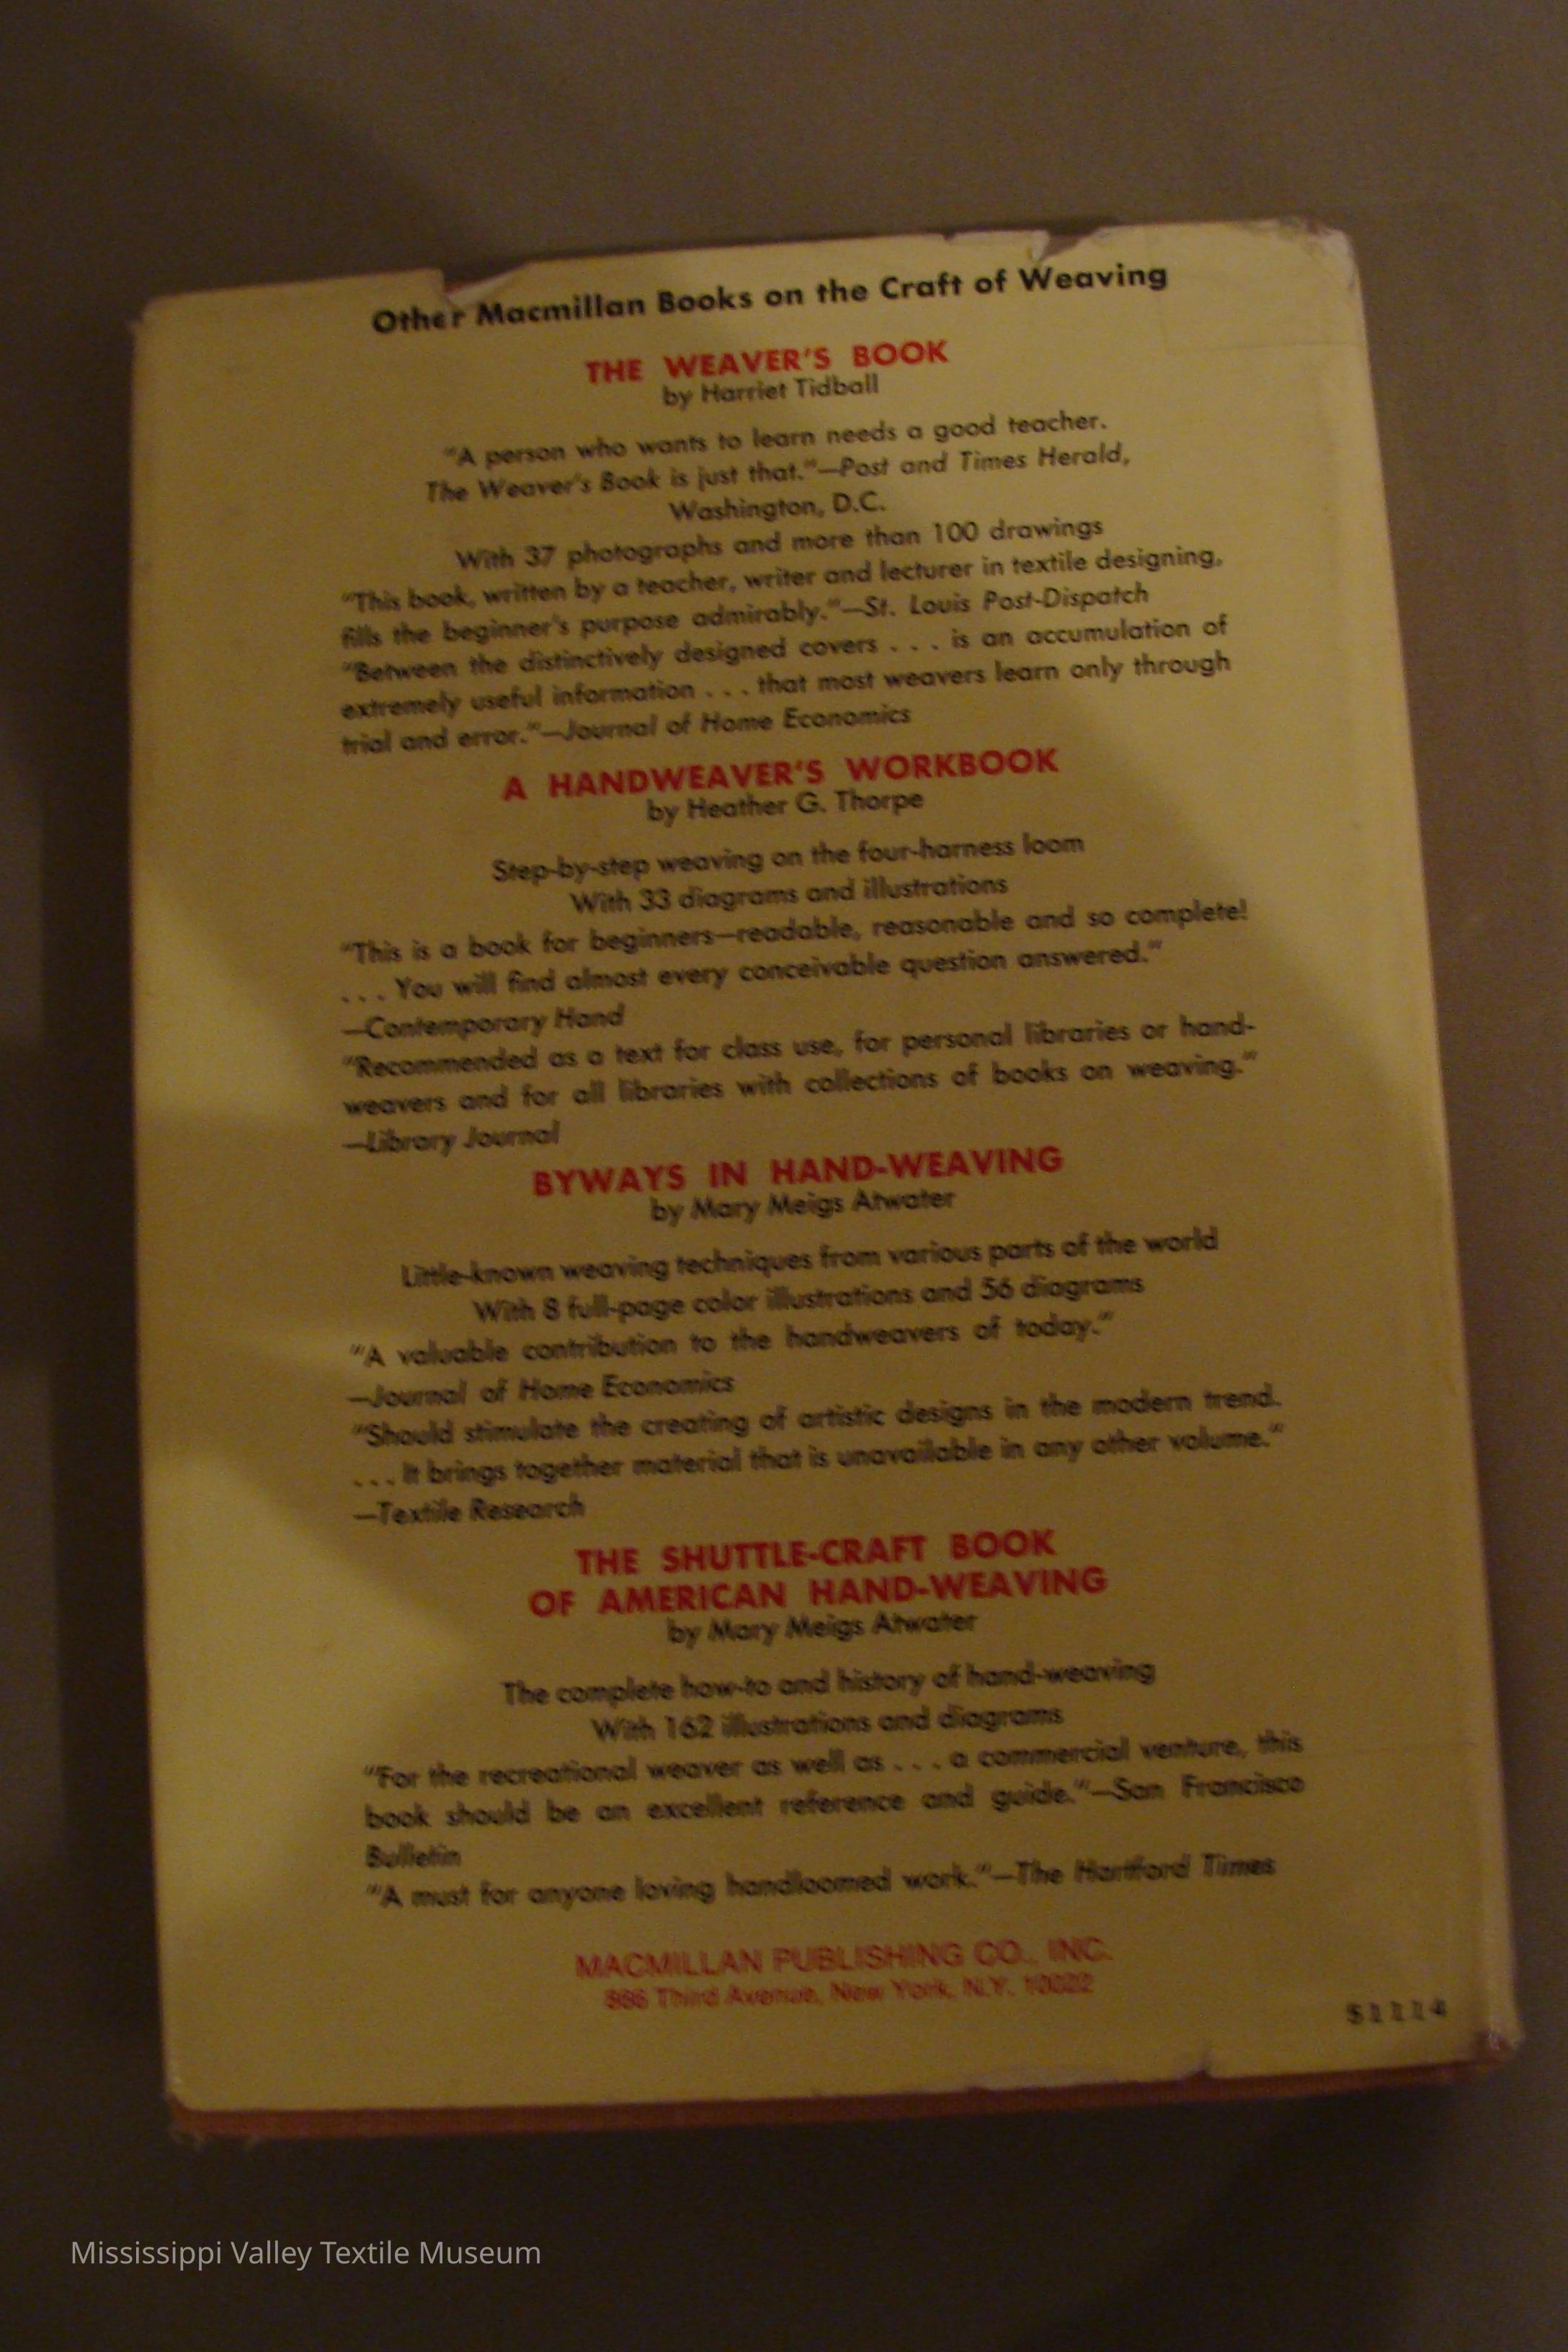 Other Macmillan Books on the Craft of Weaving
THE WEAVER'S BOOK
by Harriet Tidball
"A person who wants to learn needs a good teacher.
The Weaver's Book is just that."—Post and Times Herald,
Washington, D.C.
With 37 photographs and more than 100 drawings
"This book, written by a teacher, writer and lecturer in textile designing,
fills the beginner's purpose admirably."—St. Louis Post-Dispatch
"Between the distinctively designed covers . . . is an accumulation of
extremely useful information . . . that most weavers learn only through
trial and error."—Journal of Home Economics
A HANDWEAVER'S WORKBOOK
by Heather G. Thorpe
Step-by-step weaving on the four-harness loom
With 33 diagrams and illustrations
"This is a book for beginners—readable, reasonable and so complete!
. . . You will find almost every conceivable question answered."
—Contemporary Hand
"Recommended as a text for class use, for personal libraries or hand-
weavers and for all libraries with collections of books on weaving."
—Library Journal
BYWAYS IN HAND-WEAVING
by Mary Meigs Atwater
Little-known weaving techniques from various parts of the world
With 8 full-page color illustrations and 56 diagrams
"A valuable contribution to the handweavers of today."
—Journal of Home Economics
"Should stimulate the creating of artistic designs in the modern trend.
. . . It brings together material that is unavailable in any other volume."
—Textile Research
THE SHUTTLE-CRAFT BOOK
OF AMERICAN HAND-WEAVING
by Mary Meigs Atwater
The complete how-to and history of hand-weaving
With 162 illustrations and diagrams
"For the recreational weaver as well as . . . a commercial venture, this
book should be an excellent reference and guide."—San Francisco
Bulletin
"A must for anyone loving handloomed work."—The Hartford Times
MACMILLAN PUBLISHING CO., INC.
866 Third Avenue, New York, N.Y. 10022
51114
Mississippi Valley Textile Museum